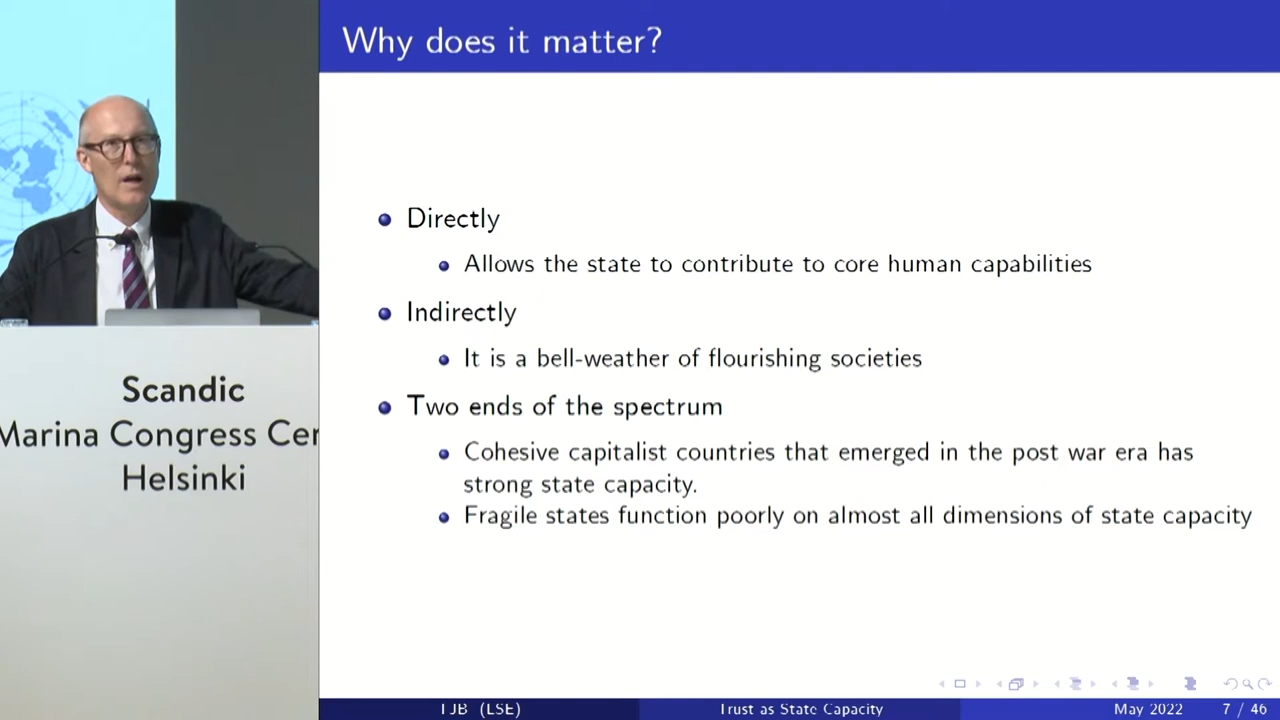 Why does it matter?
Directly
Allows the state to contribute to core human capabilities
Indirectly
It is a bell-weather of flourishing societies
Two ends of the spectrum
Cohesive capitalist countries that emerged in the post war era has
strong state capacity.
Fragile states function poorly on almost all dimensions of state capacity
Scandic
Marina Congress Cen
Helsinki
TJB (LSE)
Trust as State Capacity
May 2022
7 / 46